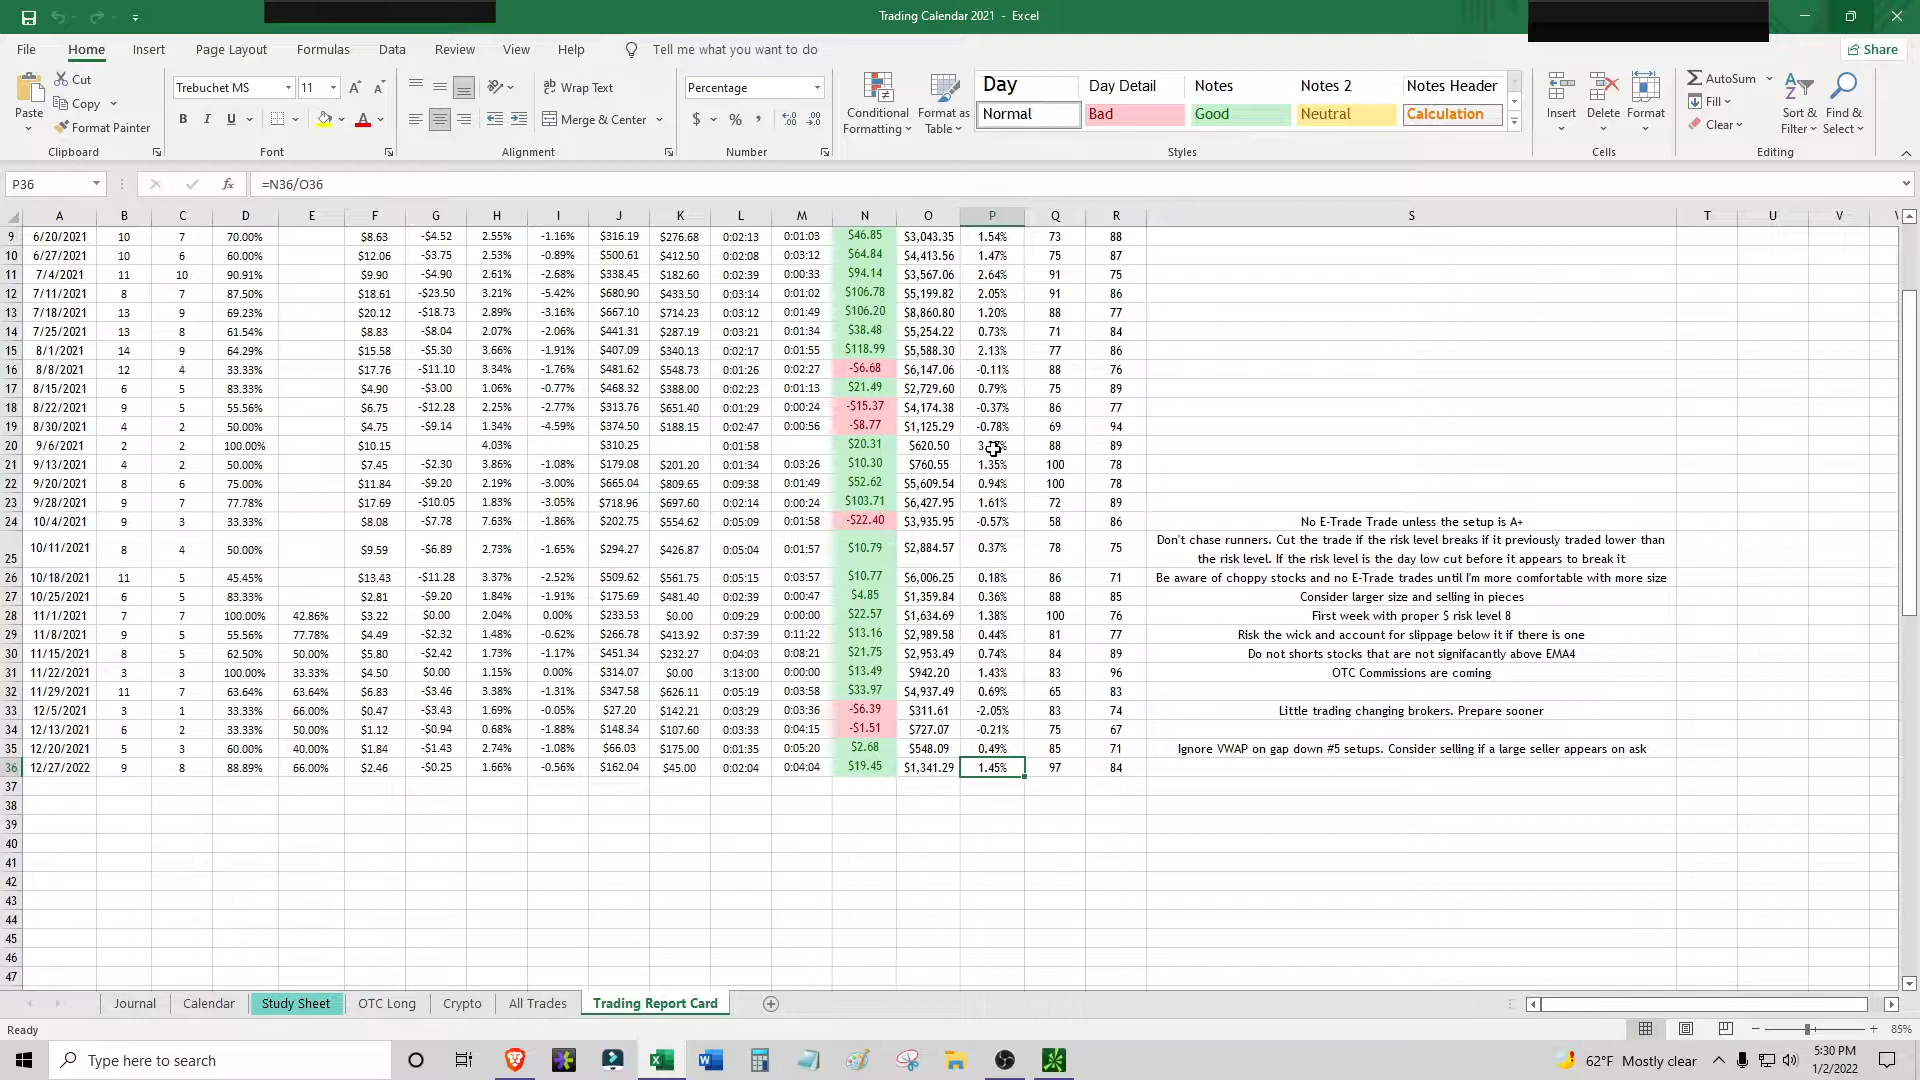 Trading Calendar 2021 - Excel
File Home Insert Page Layout Formulas Data Review View Help Tell me what you want to do Share
Paste Cut Copy Format Painter Clipboard
Trebuchet MS 11 A A B I U A Font
Wrap Text Merge & Center Alignment
Percentage $ % , Number
Conditional Formatting Format as Table
Day Day Detail Notes Notes 2 Notes Header
Normal Bad Good Neutral Calculation
Styles
Insert Delete Format Cells
AutoSum Fill Clear Sort & Filter Find & Select Editing
P36 fx =N36/O36
A B C D E F G H I J K L M N O P Q R S T U V
9 6/20/2021 10 7 70.00% $8.63 -$4.52 2.55% -1.16% $316.19 $276.68 0:02:13 0:01:03 $46.85 $3,043.35 1.54% 73 88
10 6/27/2021 10 6 60.00% $12.06 -$3.75 2.53% -0.89% $500.61 $412.50 0:02:08 0:03:12 $64.84 $4,413.56 1.47% 75 87
11 7/4/2021 11 10 90.91% $9.90 -$4.90 2.61% -2.68% $338.45 $182.60 0:02:39 0:00:33 $94.14 $3,567.06 2.64% 91 75
12 7/11/2021 8 7 87.50% $18.61 -$23.50 3.21% -5.42% $680.90 $433.50 0:03:14 0:01:02 $106.78 $5,199.82 2.05% 91 86
13 7/18/2021 13 9 69.23% $20.12 -$18.73 2.89% -3.16% $667.10 $714.23 0:03:12 0:01:49 $106.20 $8,860.80 1.20% 88 77
14 7/25/2021 13 8 61.54% $8.83 -$8.04 2.07% -2.06% $441.31 $287.19 0:03:21 0:01:34 $38.48 $5,254.22 0.73% 71 84
15 8/1/2021 14 9 64.29% $15.58 -$5.30 3.66% -1.91% $407.09 $340.13 0:02:17 0:01:55 $118.99 $5,588.30 2.13% 77 86
16 8/8/2021 12 4 33.33% $17.76 -$11.10 3.34% -1.76% $481.62 $548.73 0:01:26 0:02:27 -$6.68 $6,147.06 -0.11% 88 76
17 8/15/2021 6 5 83.33% $4.90 -$3.00 1.06% -0.77% $468.32 $388.00 0:02:23 0:01:13 $21.49 $2,729.60 0.79% 75 89
18 8/22/2021 9 5 55.56% $6.75 -$12.28 2.25% -2.77% $313.76 $651.40 0:01:29 0:00:24 -$15.37 $4,174.38 -0.37% 86 77
19 8/30/2021 4 2 50.00% $4.75 -$9.14 1.34% -4.59% $374.50 $188.15 0:02:47 0:00:56 -$8.77 $1,125.29 -0.78% 69 94
20 9/6/2021 2 2 100.00% $10.15 4.03% $310.25 0:01:58 $20.31 $620.50 88 89
21 9/13/2021 4 2 50.00% $7.45 -$2.30 3.86% -1.08% $179.08 $201.20 0:01:34 0:03:26 $10.30 $760.55 1.35% 100 78
22 9/20/2021 8 6 75.00% $11.84 -$9.20 2.19% -3.00% $665.04 $809.65 0:09:38 0:01:49 $52.62 $5,609.54 0.94% 100 78
23 9/28/2021 9 7 77.78% $17.69 -$10.05 1.83% -3.05% $718.96 $697.60 0:02:14 0:00:24 $103.71 $6,427.95 1.61% 72 89
24 10/4/2021 9 3 33.33% $8.08 -$7.78 7.63% -1.86% $202.75 $554.62 0:05:09 0:01:58 -$22.40 $3,935.95 -0.57% 58 86 No E-Trade Trade unless the setup is A+
25 10/11/2021 8 4 50.00% $9.59 -$6.89 2.73% -1.65% $294.27 $426.87 0:05:04 0:01:57 $10.79 $2,884.57 0.37% 78 75 Don't chase runners. Cut the trade if the risk level breaks if it previously traded lower than
the risk level. If the risk level is the day low cut before it appears to break it
26 10/18/2021 11 5 45.45% $13.43 -$11.28 3.37% -2.52% $509.62 $561.75 0:05:15 0:03:57 $10.77 $6,006.25 0.18% 86 71 Be aware of choppy stocks and no E-Trade trades until I'm more comfortable with more size
27 10/25/2021 6 5 83.33% $2.81 -$9.20 1.84% -1.91% $175.69 $481.40 0:02:39 0:00:47 $4.85 $1,359.84 0.36% 88 85 Consider larger size and selling in pieces
28 11/1/2021 7 7 100.00% 42.86% $3.22 $0.00 2.04% 0.00% $233.53 $0.00 0:09:29 0:00:00 $22.57 $1,634.69 1.38% 100 76 First week with proper $ risk level 8
29 11/8/2021 9 5 55.56% 77.78% $4.49 -$2.32 1.48% -0.62% $266.78 $413.92 0:37:39 0:11:22 $13.16 $2,989.58 0.44% 81 77 Risk the wick and account for slippage below it if there is one
30 11/15/2021 8 5 62.50% 50.00% $5.80 -$2.42 1.73% -1.17% $451.34 $232.27 0:04:03 0:08:21 $21.75 $2,953.49 0.74% 84 89 Do not shorts stocks that are not signifacantly above EMA4
31 11/22/2021 3 3 100.00% 33.33% $4.50 $0.00 1.15% 0.00% $314.07 $0.00 3:13:00 0:00:00 $13.49 $942.20 1.43% 83 96 OTC Commissions are coming
32 11/29/2021 11 7 63.64% 63.64% $6.83 -$3.46 3.38% -1.31% $347.58 $626.11 0:05:19 0:03:58 $33.97 $4,937.49 0.69% 65 83
33 12/5/2021 3 1 33.33% 66.00% $0.47 -$3.43 1.69% -0.05% $27.20 $142.21 0:03:29 0:03:36 -$6.39 $311.61 -2.05% 83 74 Little trading changing brokers. Prepare sooner
34 12/13/2021 6 2 33.33% 50.00% $1.12 -$0.94 0.68% -1.88% $148.34 $107.60 0:03:33 0:04:15 -$1.51 $727.07 -0.21% 75 67
35 12/20/2021 5 3 60.00% 40.00% $1.84 -$1.43 2.74% -1.08% $66.03 $175.00 0:01:35 0:05:20 $2.68 $548.09 0.49% 85 71 Ignore VWAP on gap down #5 setups. Consider selling if a large seller appears on ask
36 12/27/2022 9 8 88.89% 66.00% $2.46 -$0.25 1.66% -0.56% $162.04 $45.00 0:02:04 0:04:04 $19.45 $1,341.29 1.45% 97 84
37
38
39
40
41
42
43
44
45
46
47
Journal Calendar Study Sheet OTC Long Crypto All Trades Trading Report Card
Ready 85%
Type here to search 62°F Mostly clear 5:30 PM
1/2/2022